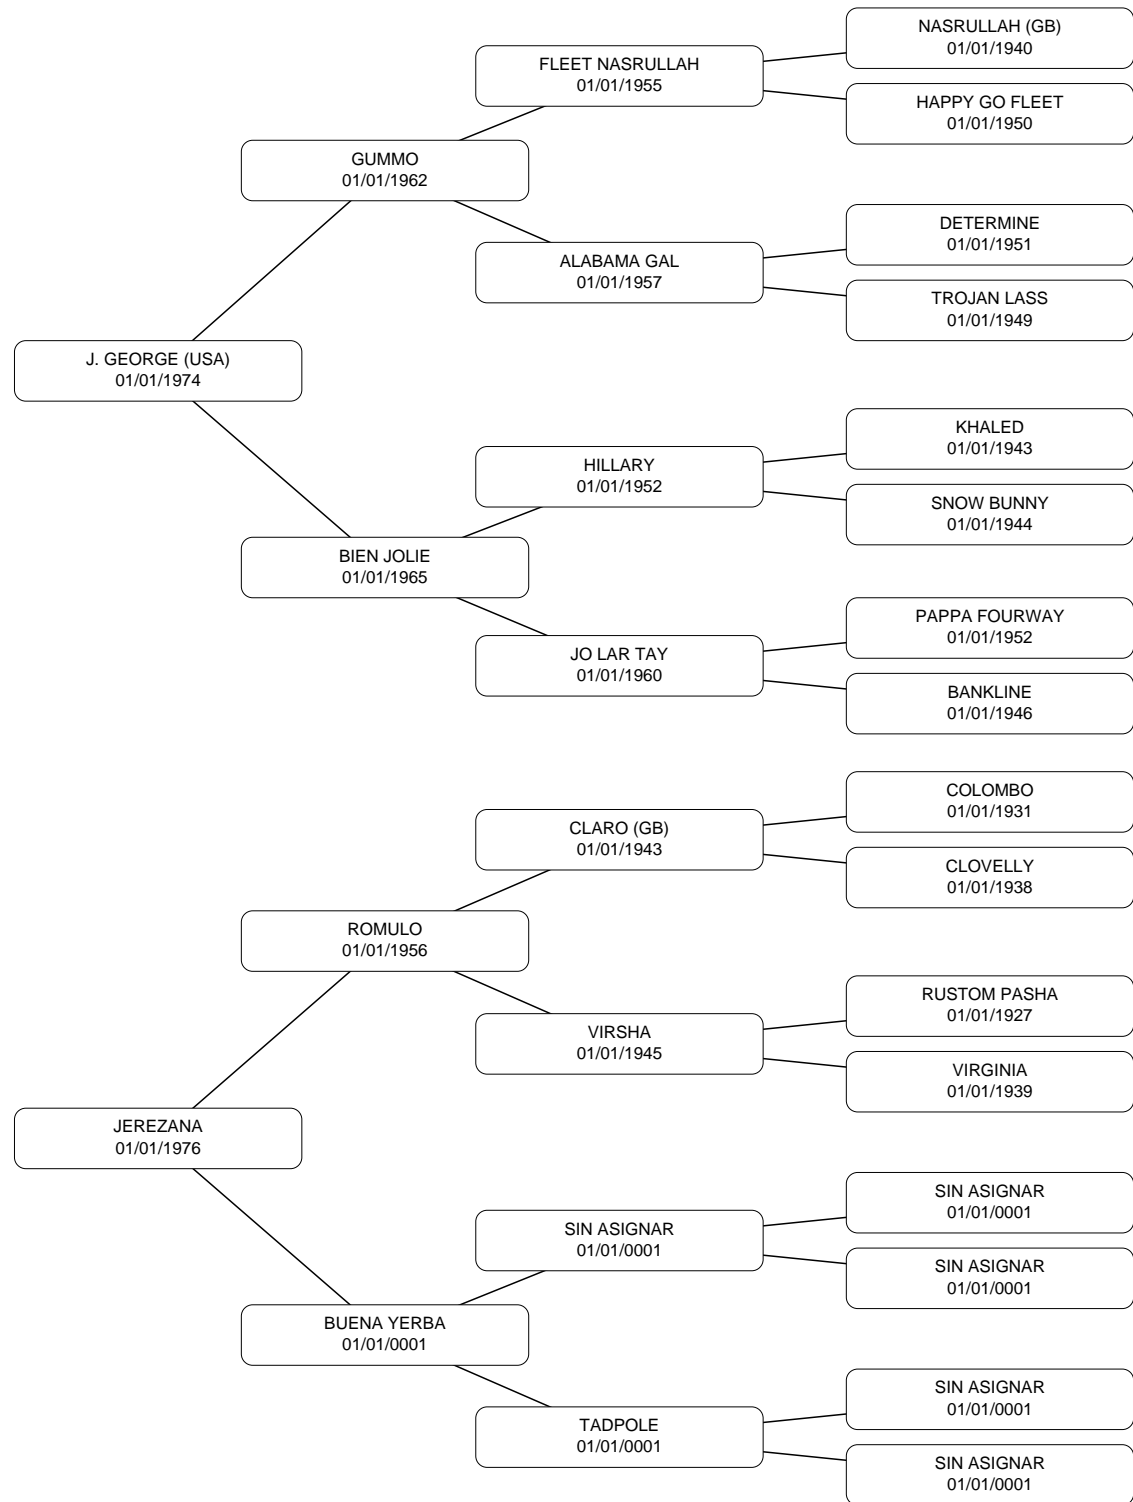 NASRULLAH (GB)
01/01/1940
FLEET NASRULLAH
01/01/1955
HAPPY GO FLEET
01/01/1950
GUMMO
01/01/1962
DETERMINE
01/01/1951
ALABAMA GAL
01/01/1957
TROJAN LASS
01/01/1949
J. GEORGE (USA)
01/01/1974
KHALED
01/01/1943
HILLARY
01/01/1952
SNOW BUNNY
01/01/1944
BIEN JOLIE
01/01/1965
PAPPA FOURWAY
01/01/1952
JO LAR TAY
01/01/1960
BANKLINE
01/01/1946
COLOMBO
01/01/1931
CLARO (GB)
01/01/1943
CLOVELLY
01/01/1938
ROMULO
01/01/1956
RUSTOM PASHA
01/01/1927
VIRSHA
01/01/1945
VIRGINIA
01/01/1939
JEREZANA
01/01/1976
SIN ASIGNAR
01/01/0001
SIN ASIGNAR
01/01/0001
SIN ASIGNAR
01/01/0001
BUENA YERBA
01/01/0001
SIN ASIGNAR
01/01/0001
TADPOLE
01/01/0001
SIN ASIGNAR
01/01/0001